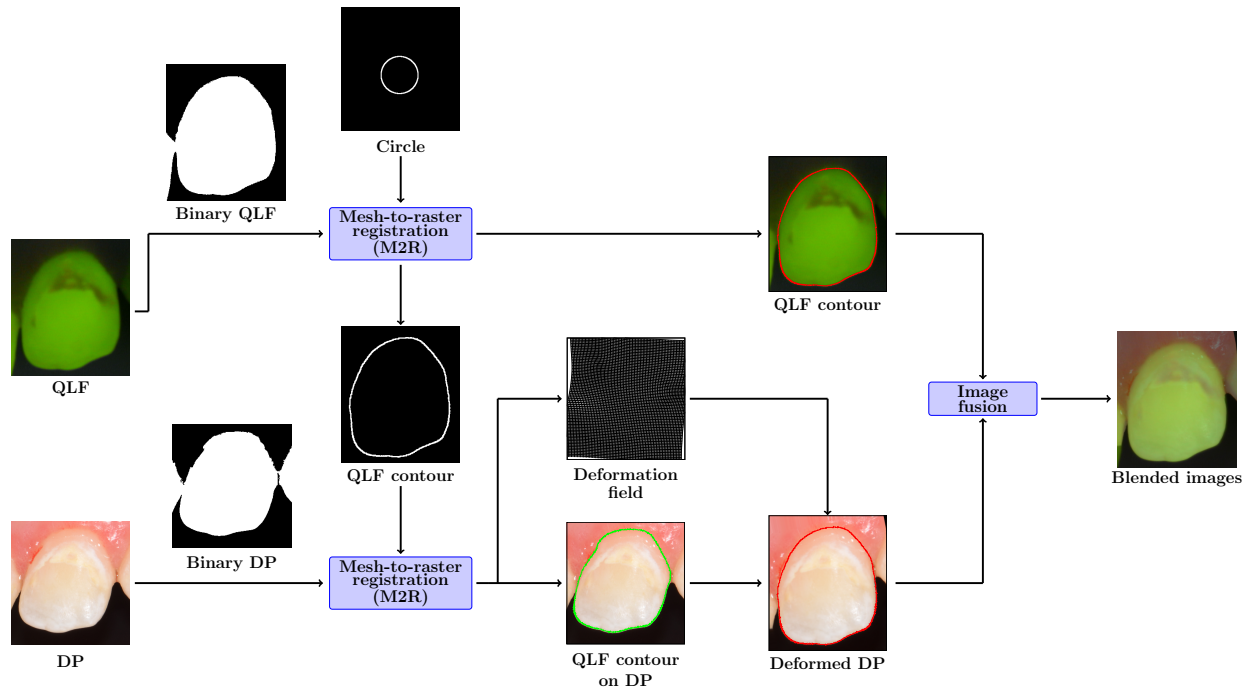 Circle
Binary QLF
Mesh-to-raster
registration
(M2R)
QLF contour
QLF
QLF contour
Image
fusion
Blended images
Deformation
field
Binary DP
Mesh-to-raster
registration
(M2R)
DP
QLF contour
on DP
Deformed DP